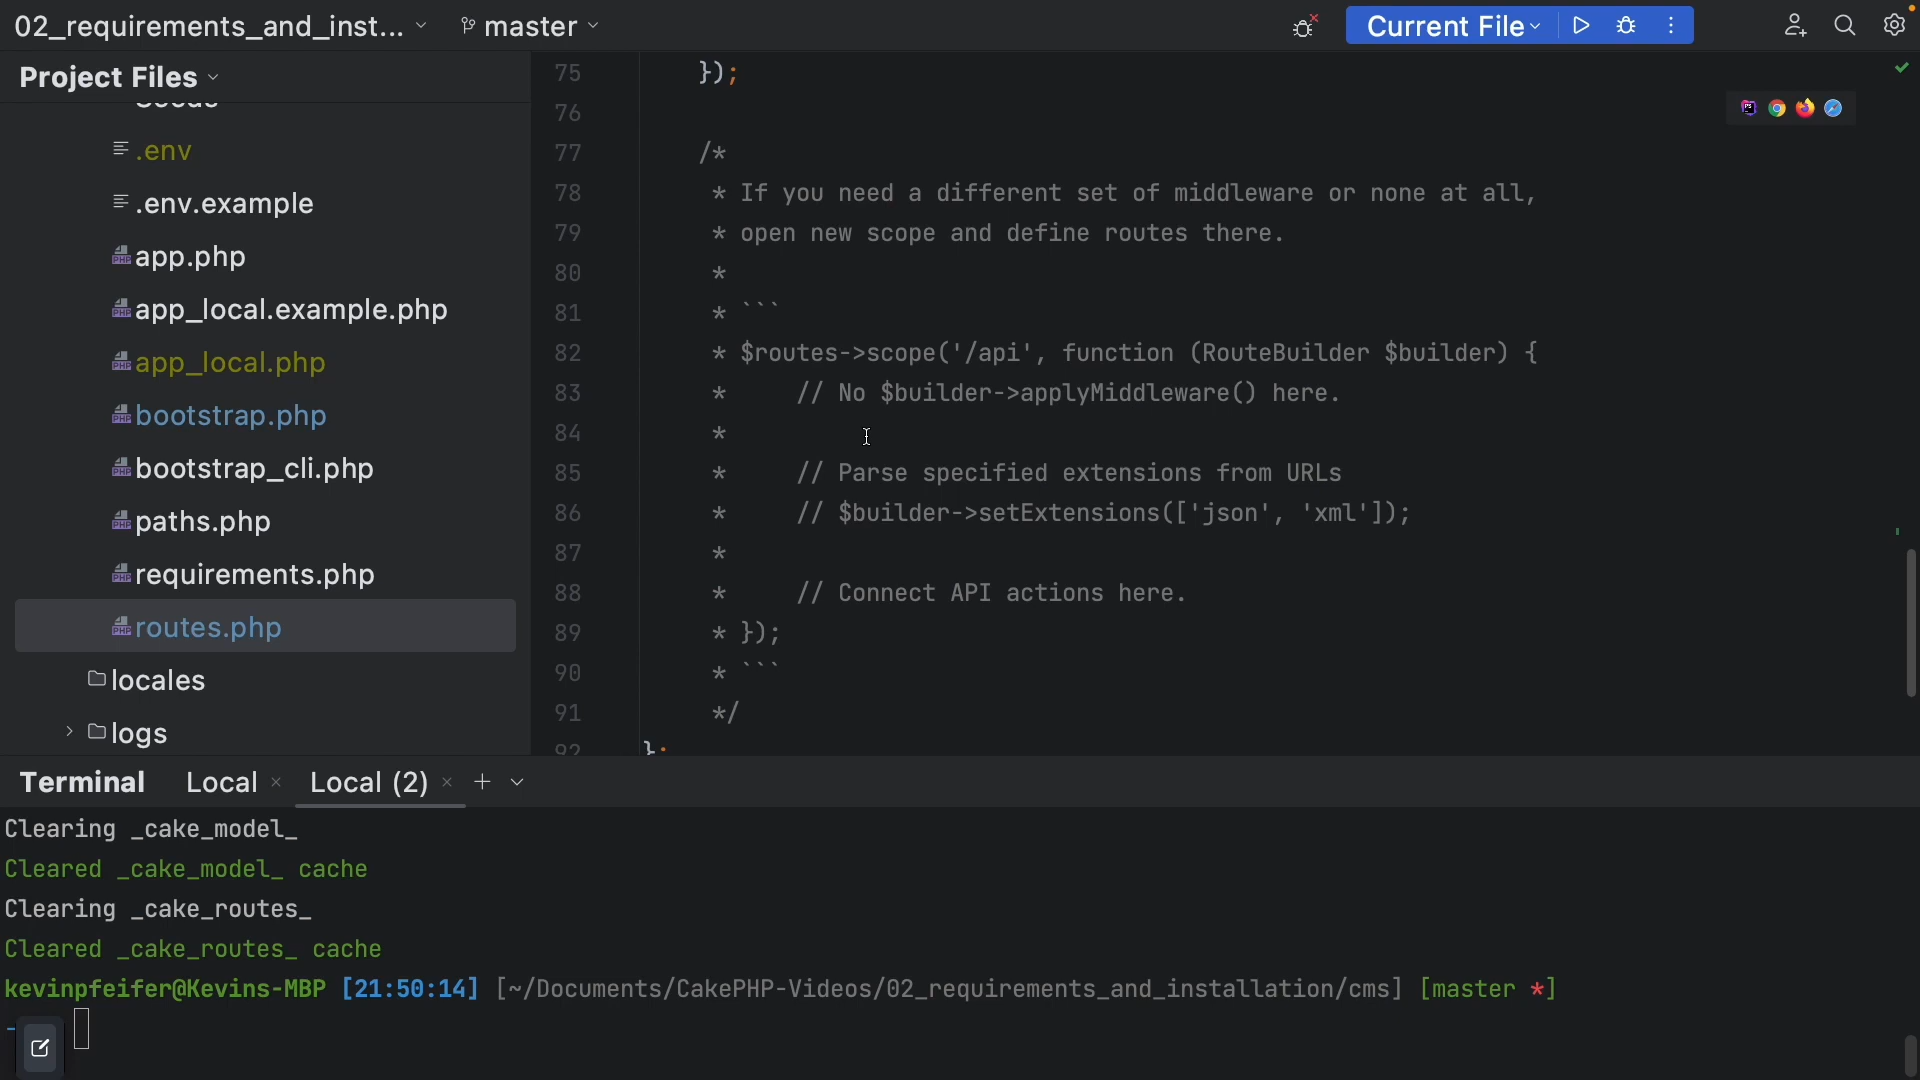 02_requirements_and_inst...
master
Current File
Project Files
.env
.env.example
app.php
app_local.example.php
app_local.php
bootstrap.php
bootstrap_cli.php
paths.php
requirements.php
routes.php
locales
logs
75 });
76
77 /*
78 * If you need a different set of middleware or none at all,
79 * open new scope and define routes there.
80 *
81 * ```
82 * $routes->scope('/api', function (RouteBuilder $builder) {
83 *     // No $builder->applyMiddleware() here.
84 *
85 *     // Parse specified extensions from URLs
86 *     // $builder->setExtensions(['json', 'xml']);
87 *
88 *     // Connect API actions here.
89 * });
90 * ```
91 */
92 };
Terminal Local × Local (2) × +
Clearing _cake_model_
Cleared _cake_model_ cache
Clearing _cake_routes_
Cleared _cake_routes_ cache
kevinpfeifer@Kevins-MBP [21:50:14] [~/Documents/CakePHP-Videos/02_requirements_and_installation/cms] [master *]